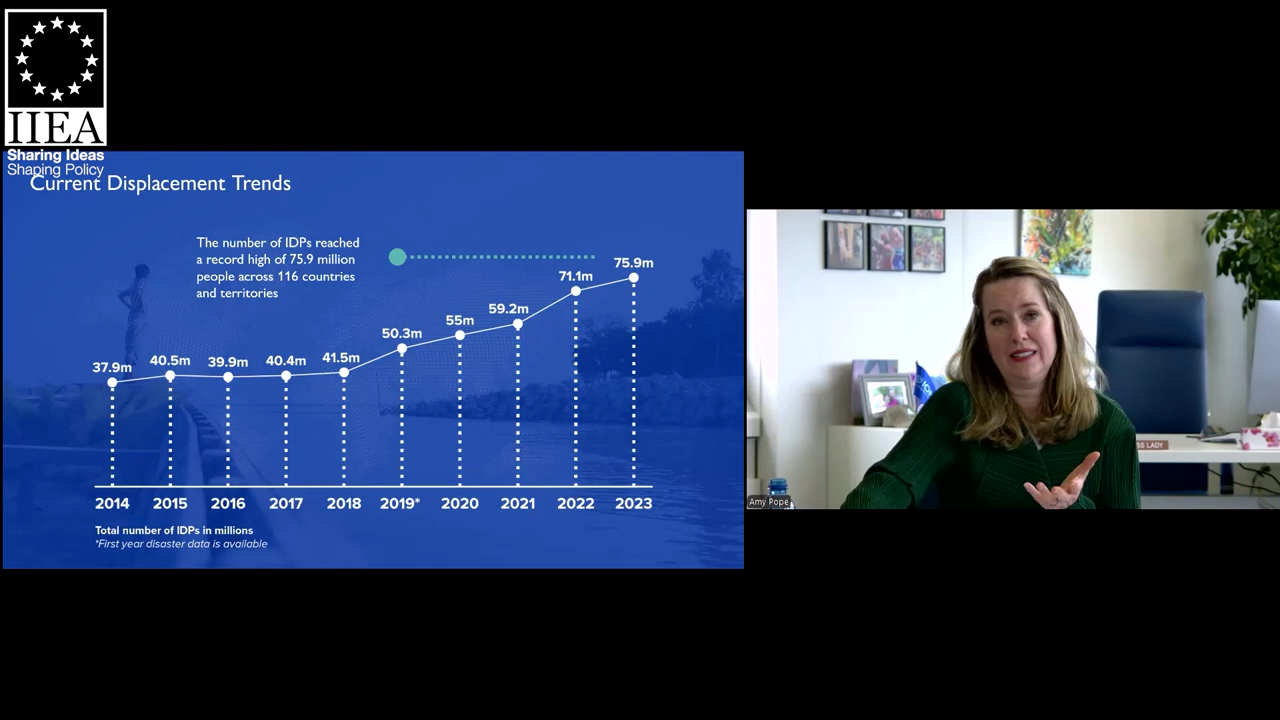 IIEA
Sharing Ideas
Shaping Policy
Current Displacement Trends
The number of IDPs reached
a record high of 75.9 million
people across 116 countries
and territories
37.9m
40.5m
39.9m
40.4m
41.5m
50.3m
55m
59.2m
71.1m
75.9m
2014 2015 2016 2017 2018 2019* 2020 2021 2022 2023
Total number of IDPs in millions
*First year disaster data is available
SS LADY
Amy Pope